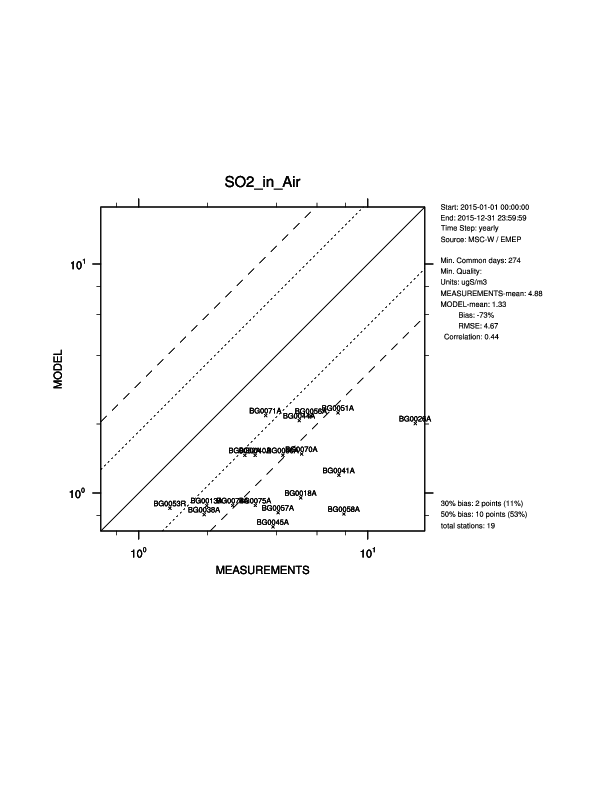 SO2_in_Air
Start: 2015-01-01 00:00:00
End: 2015-12-31 23:59:59
Time Step: yearly
Source: MSC-W / EMEP
Min. Common days: 274
Min. Quality:
Units: ugS/m3
MEASUREMENTS-mean: 4.88
MODEL-mean: 1.33
Bias: -73%
RMSE: 4.67
Correlation: 0.44
10¹
MODEL
BG0071A
BG0051A
BG0044A
BG0026A
BG0070A
BG0041A
10⁰
BG0018A
BG0053R
BG0075A
BG0038A
BG0057A
BG0058A
BG0045A
30% bias: 2 points (11%)
50% bias: 10 points (53%)
total stations: 19
10⁰
10¹
MEASUREMENTS